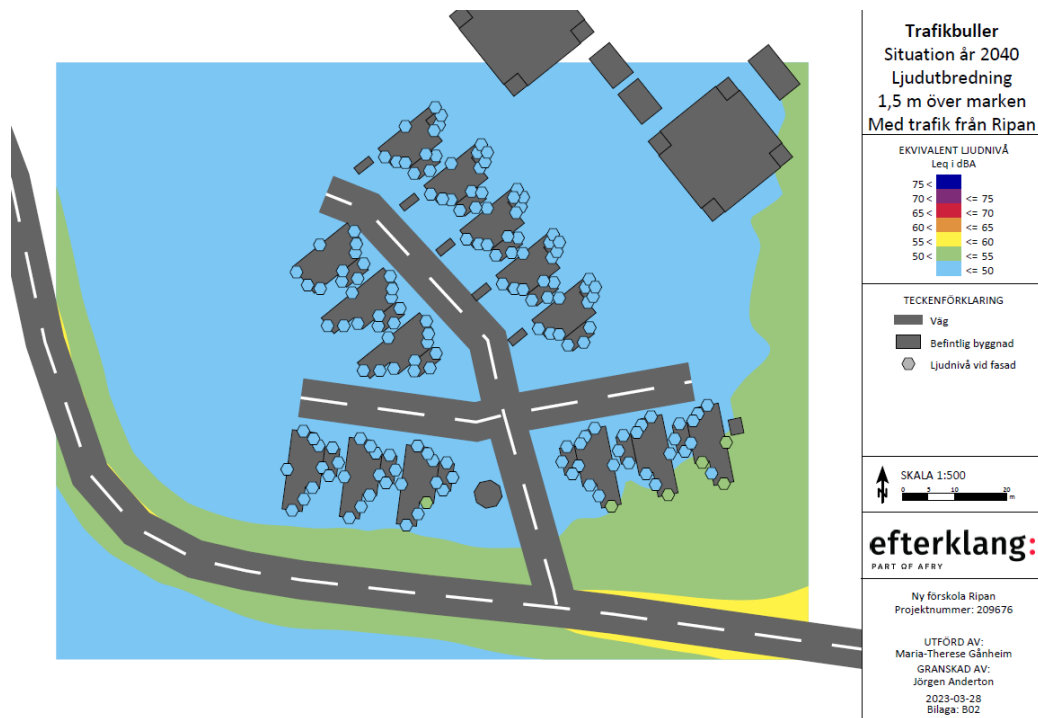 Trafikbuller
Situation år 2040
Ljudutbredning
1,5 m över marken
Med trafik från Ripan
EKVIVALENT LJUDNIVÅ
Leq i dBA
75 <
70 < <= 75
65 < <= 70
60 < <= 65
55 < <= 60
50 < <= 55
<= 50
TECKENFÖRKLARING
Väg
Befintlig byggnad
Ljudnivå vid fasad
N
SKALA 1:500
0 5 10 20
m
efterklang:
PART OF AFRY
Ny förskola Ripan
Projektnummer: 209676
UTFÖRD AV:
Maria-Therese Gånheim
GRANSKAD AV:
Jörgen Anderton
2023-03-28
Bilaga: B02